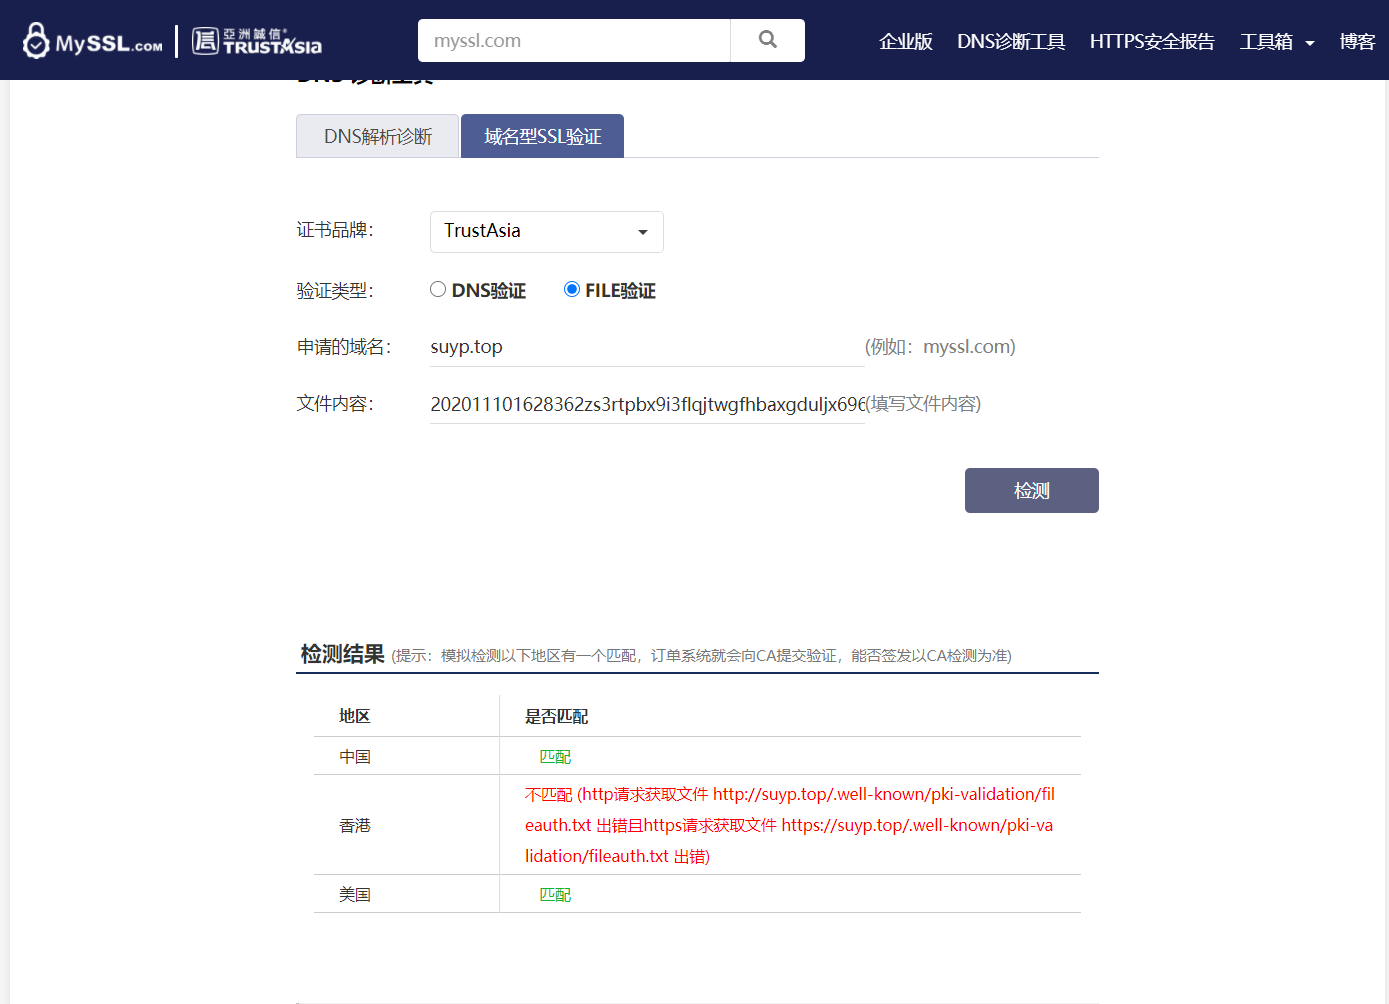 MySSL.COM
亞洲誠信®
TRUSTASIA
myssl.com
企业版
DNS诊断工具
HTTPS安全报告
工具箱
博客
DNS 诊断工具
DNS解析诊断
域名型SSL验证
证书品牌：
TrustAsia
验证类型：
DNS验证
FILE验证
申请的域名：
suyp.top
(例如：myssl.com)
文件内容：
202011101628362zs3rtpbx9i3flqjtwgfhbaxgduljx696
(填写文件内容)
检测
检测结果 (提示：模拟检测以下地区有一个匹配，订单系统就会向CA提交验证，能否签发以CA检测为准)
地区
是否匹配
中国
匹配
香港
不匹配 (http请求获取文件 http://suyp.top/.well-known/pki-validation/fil
eauth.txt 出错且https请求获取文件 https://suyp.top/.well-known/pki-va
lidation/fileauth.txt 出错)
美国
匹配